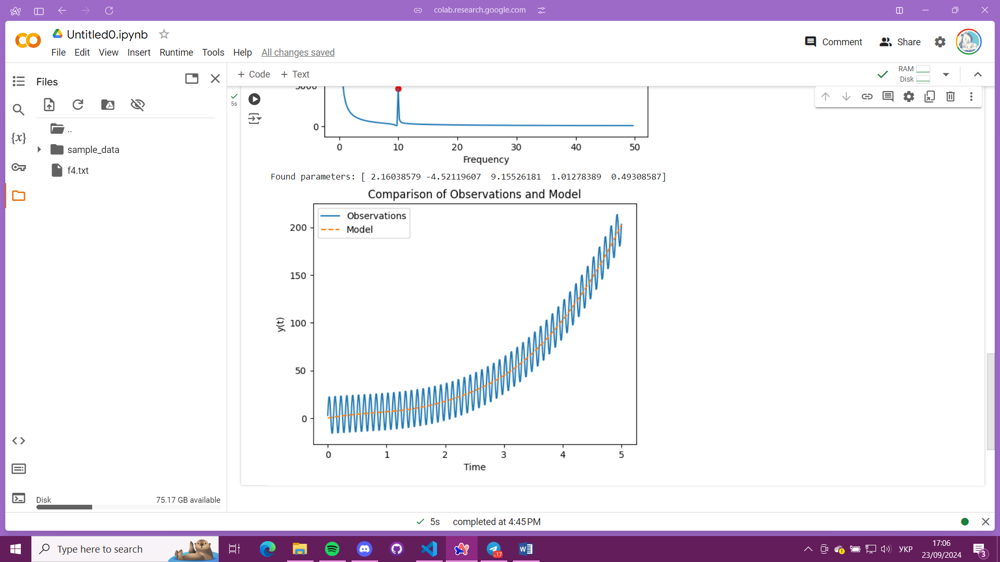 colab.research.google.com
Untitled0.ipynb
File Edit View Insert Runtime Tools Help All changes saved
Comment Share
Files
+ Code + Text
RAM
Disk
5s
..
sample_data
f4.txt
{x}
5000
0
0 10 20 30 40 50
Frequency
Found parameters: [ 2.16038579 -4.52119607 9.15526181 1.01278389 0.49308587]
Comparison of Observations and Model
Observations
Model
200
150
100
50
0
y(t)
0 1 2 3 4 5
Time
Disk 75.17 GB available
5s completed at 4:45 PM
Type here to search
..17
УКР
17:06
23/09/2024
3